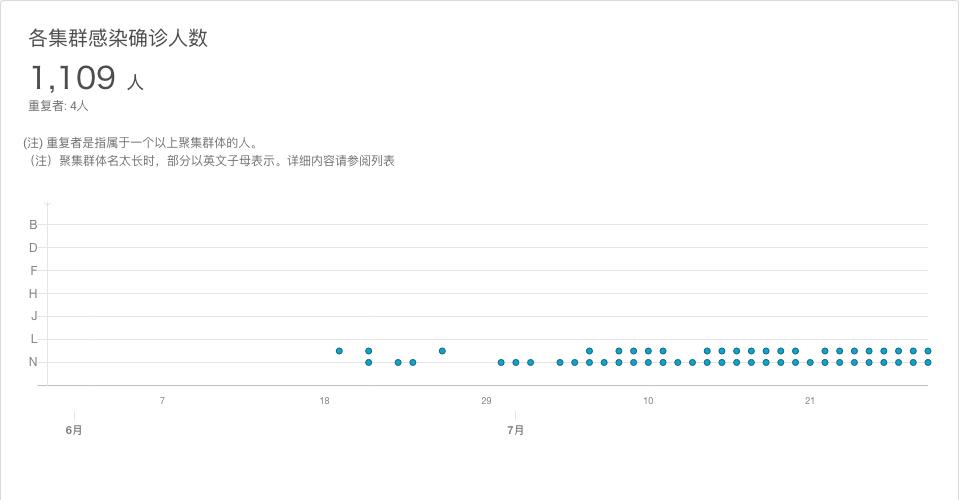 各集群感染确诊人数
1,109 人
重复者: 4人
(注) 重复者是指属于一个以上聚集群体的人。
（注）聚集群体名太长时，部分以英文子母表示。详细内容请参阅列表
B
D
F
H
J
L
N
7 18 29 10 21
6月 7月